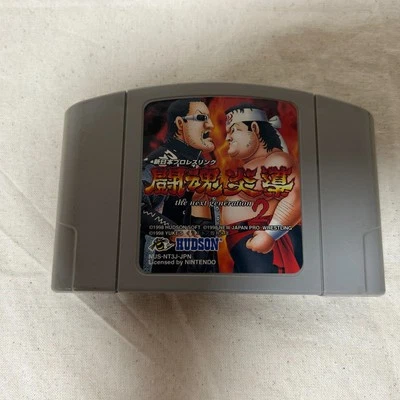 新日本プロレスリング
闘魂炎導
2
the next generation
©1998 HUDSON SOFT ©1998 NEW JAPAN PRO-WRESTLING
©1998 YUKE'S
HUDSON
NUS-NT3J-JPN
Licensed by NINTENDO